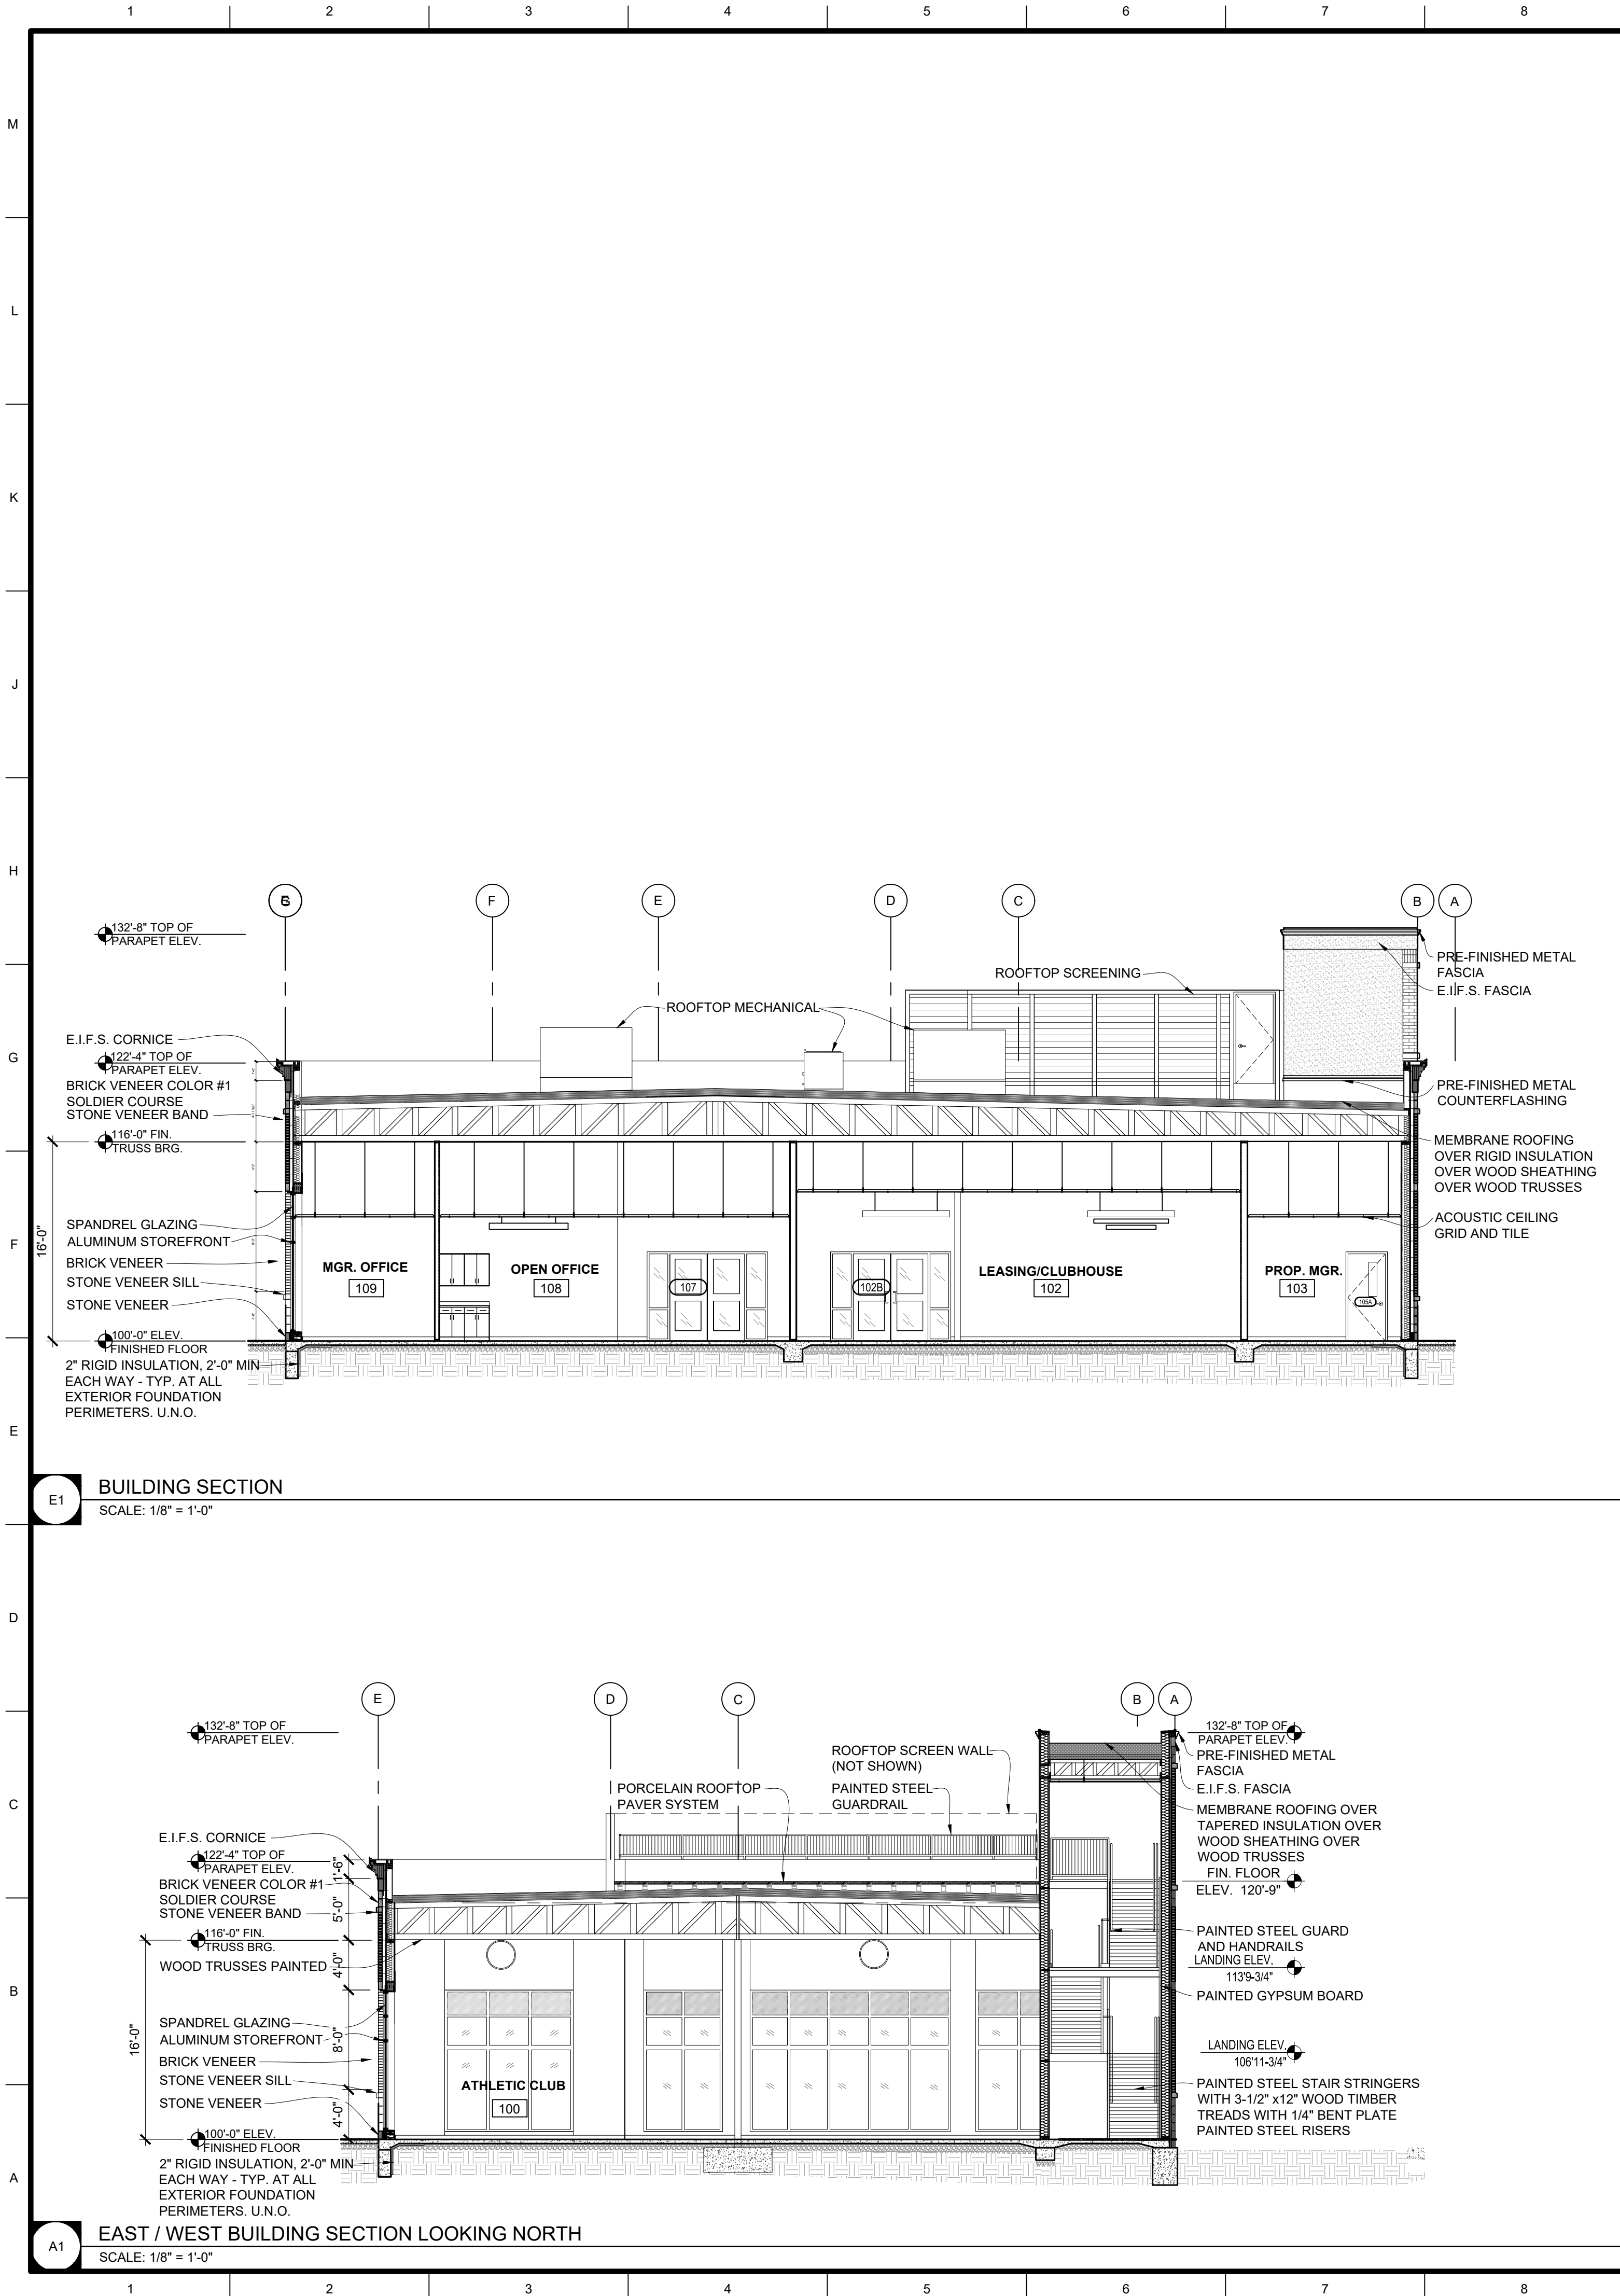 1 2 3 4 5 6 7 8
M
L
K
J
H
G
F
E
D
C
B
A
F E D C B A
132'-8" TOP OF
PARAPET ELEV.
E.I.F.S. CORNICE
122'-4" TOP OF
PARAPET ELEV.
BRICK VENEER COLOR #1
SOLDIER COURSE
STONE VENEER BAND
116'-0" FIN.
TRUSS BRG.
16'-0"
SPANDREL GLAZING
ALUMINUM STOREFRONT
BRICK VENEER
STONE VENEER SILL
STONE VENEER
100'-0" ELEV.
FINISHED FLOOR
2" RIGID INSULATION, 2'-0" MIN
EACH WAY - TYP. AT ALL
EXTERIOR FOUNDATION
PERIMETERS. U.N.O.
ROOFTOP MECHANICAL
ROOFTOP SCREENING
MGR. OFFICE
109
OPEN OFFICE
108
107
102B
LEASING/CLUBHOUSE
102
PROP. MGR.
103
105A
PRE-FINISHED METAL
FASCIA
E.I.F.S. FASCIA
PRE-FINISHED METAL
COUNTERFLASHING
MEMBRANE ROOFING
OVER RIGID INSULATION
OVER WOOD SHEATHING
OVER WOOD TRUSSES
ACOUSTIC CEILING
GRID AND TILE
E1
BUILDING SECTION
SCALE: 1/8" = 1'-0"
E D C B A
132'-8" TOP OF
PARAPET ELEV.
E.I.F.S. CORNICE
122'-4" TOP OF
PARAPET ELEV.
BRICK VENEER COLOR #1
SOLDIER COURSE
STONE VENEER BAND
116'-0" FIN.
TRUSS BRG.
WOOD TRUSSES PAINTED
SPANDREL GLAZING
ALUMINUM STOREFRONT
BRICK VENEER
STONE VENEER SILL
STONE VENEER
100'-0" ELEV.
FINISHED FLOOR
2" RIGID INSULATION, 2'-0" MIN
EACH WAY - TYP. AT ALL
EXTERIOR FOUNDATION
PERIMETERS. U.N.O.
16'-0"
1'-6"
5'-0"
4'-0"
8'-0"
4'-0"
PORCELAIN ROOFTOP
PAVER SYSTEM
ROOFTOP SCREEN WALL
(NOT SHOWN)
PAINTED STEEL
GUARDRAIL
ATHLETIC CLUB
100
132'-8" TOP OF
PARAPET ELEV.
PRE-FINISHED METAL
FASCIA
E.I.F.S. FASCIA
MEMBRANE ROOFING OVER
TAPERED INSULATION OVER
WOOD SHEATHING OVER
WOOD TRUSSES
FIN. FLOOR
ELEV. 120'-9"
PAINTED STEEL GUARD
AND HANDRAILS
LANDING ELEV.
113'9-3/4"
PAINTED GYPSUM BOARD
LANDING ELEV.
106'11-3/4"
PAINTED STEEL STAIR STRINGERS
WITH 3-1/2" x12" WOOD TIMBER
TREADS WITH 1/4" BENT PLATE
PAINTED STEEL RISERS
A1
EAST / WEST BUILDING SECTION LOOKING NORTH
SCALE: 1/8" = 1'-0"
1 2 3 4 5 6 7 8